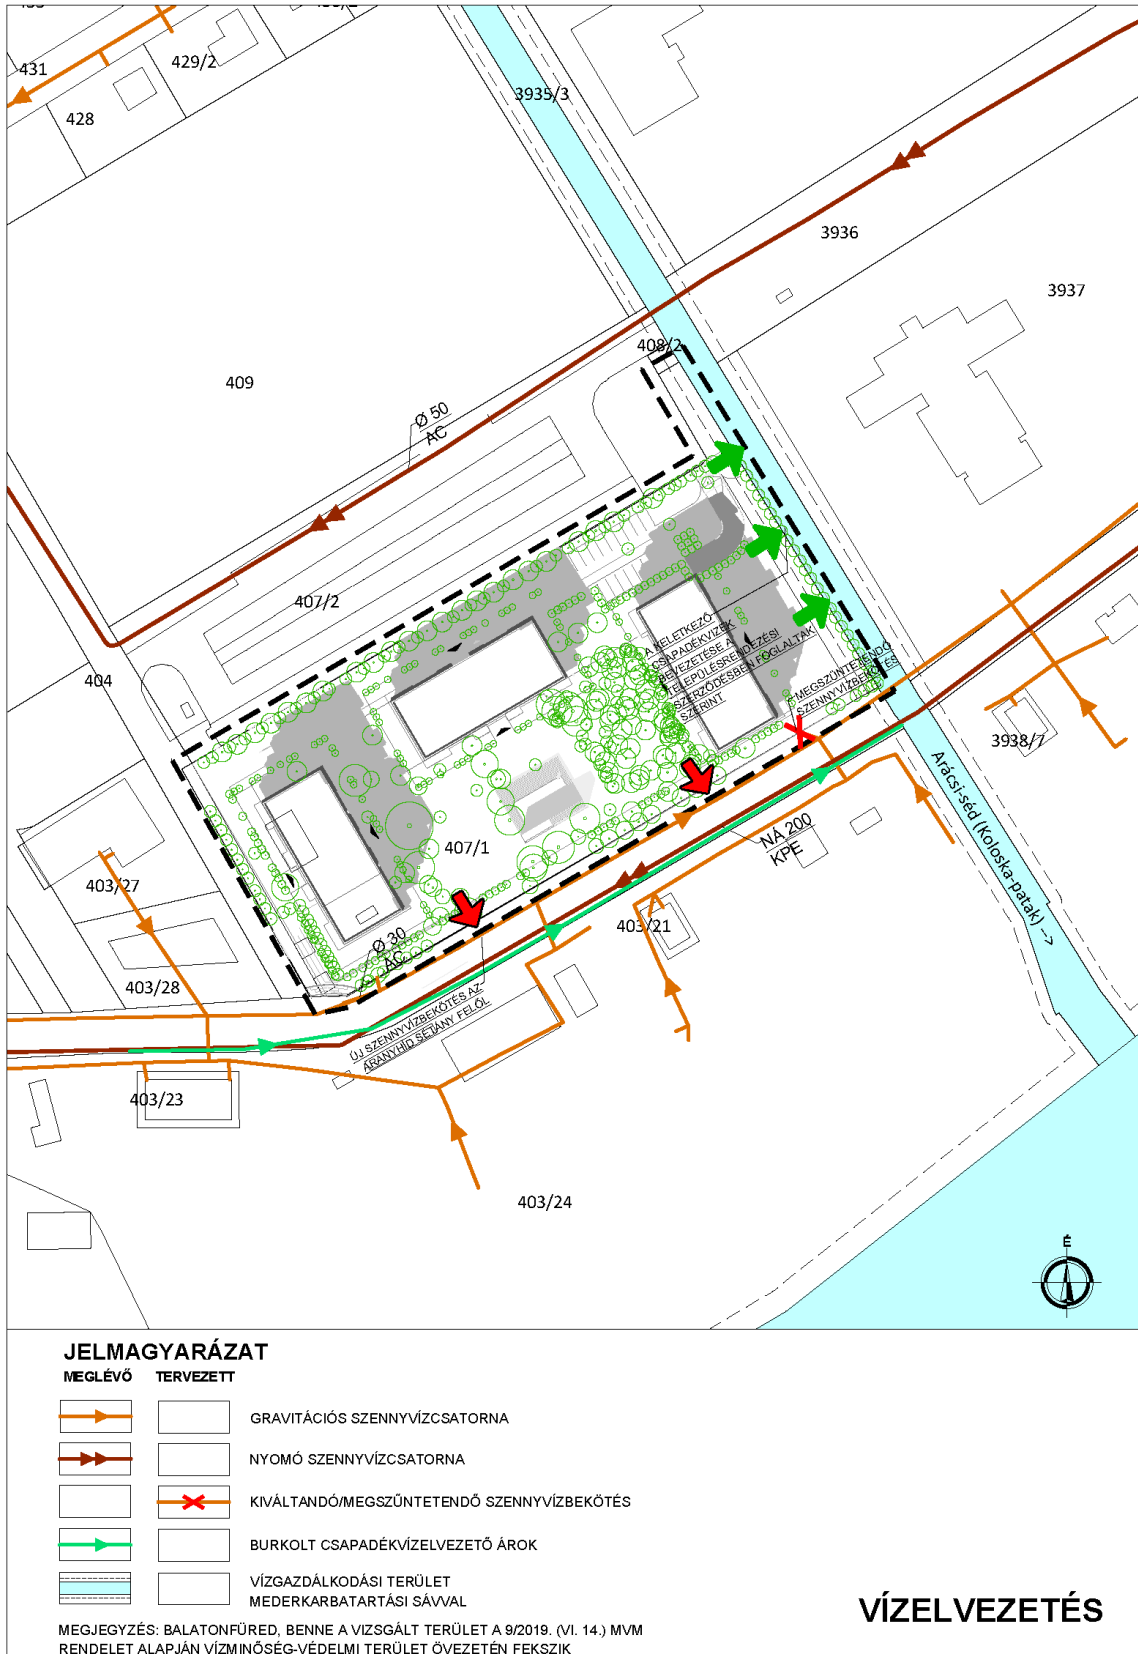 431
429/2
428
3935/3
3936
3937
408/2
409
Ø 50
AC
407/2
404
A KELETKEZŐ
CSAPADÉKVIZEK
BEVEZETÉSE A
TELEPÜLÉSRENDEZÉSI
SZERZŐDÉSBEN FOGLALTAK
SZERINT
MEGSZÜNTETENDŐ
SZENNYVÍZBEKÖTÉS
3938/7
Arácsi-séd (Koloska-patak) -->
NÁ 200
KPE
407/1
403/27
403/21
Ø 30
AC
403/28
ÚJ SZENNYVÍZBEKÖTÉS AZ
ARANYHÍD SÉTÁNY FELŐL
403/23
403/24
É
JELMAGYARÁZAT
MEGLÉVŐ TERVEZETT
GRAVITÁCIÓS SZENNYVÍZCSATORNA
NYOMÓ SZENNYVÍZCSATORNA
KIVÁLTANDÓ/MEGSZŰNTETENDŐ SZENNYVÍZBEKÖTÉS
BURKOLT CSAPADÉKVÍZELVEZETŐ ÁROK
VÍZGAZDÁLKODÁSI TERÜLET
MEDERKARBATARTÁSI SÁVVAL
VÍZELVEZETÉS
MEGJEGYZÉS: BALATONFÜRED, BENNE A VIZSGÁLT TERÜLET A 9/2019. (VI. 14.) MVM
RENDELET ALAPJÁN VÍZMINŐSÉG-VÉDELMI TERÜLET ÖVEZETÉN FEKSZIK